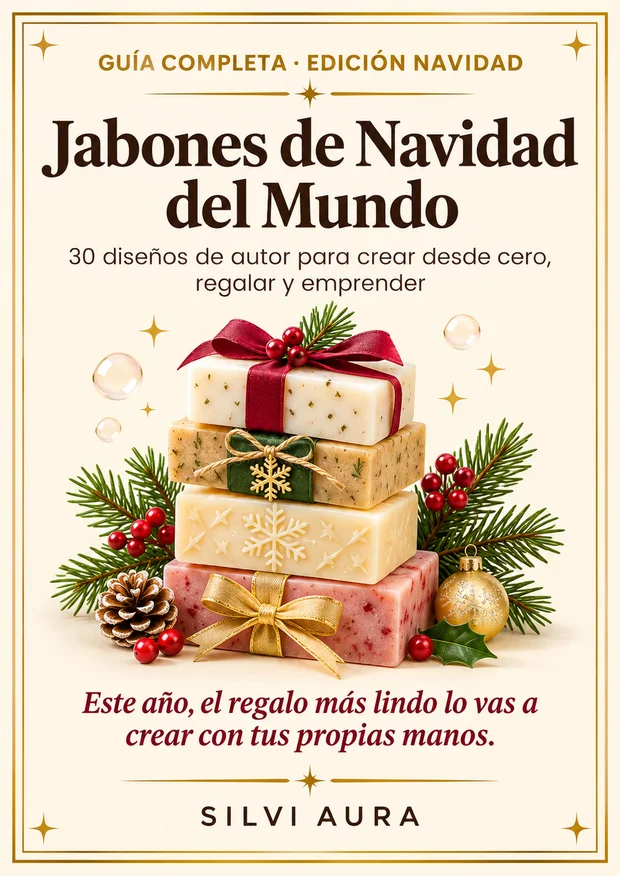 GUÍA COMPLETA · EDICIÓN NAVIDAD
Jabones de Navidad
del Mundo
30 diseños de autor para crear desde cero,
regalar y emprender
Este año, el regalo más lindo lo vas a
crear con tus propias manos.
SILVI AURA